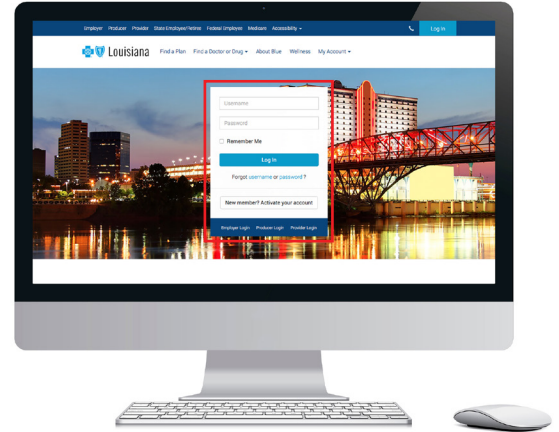 Employer Producer Provider State Employee/Retiree Federal Employee Medicare Accessibility
Log In
Louisiana
Find a Plan Find a Doctor or Drug About Blue Wellness My Account
Username
Password
Remember Me
Log In
Forgot username or password ?
New member? Activate your account
Employer Login Producer Login Provider Login